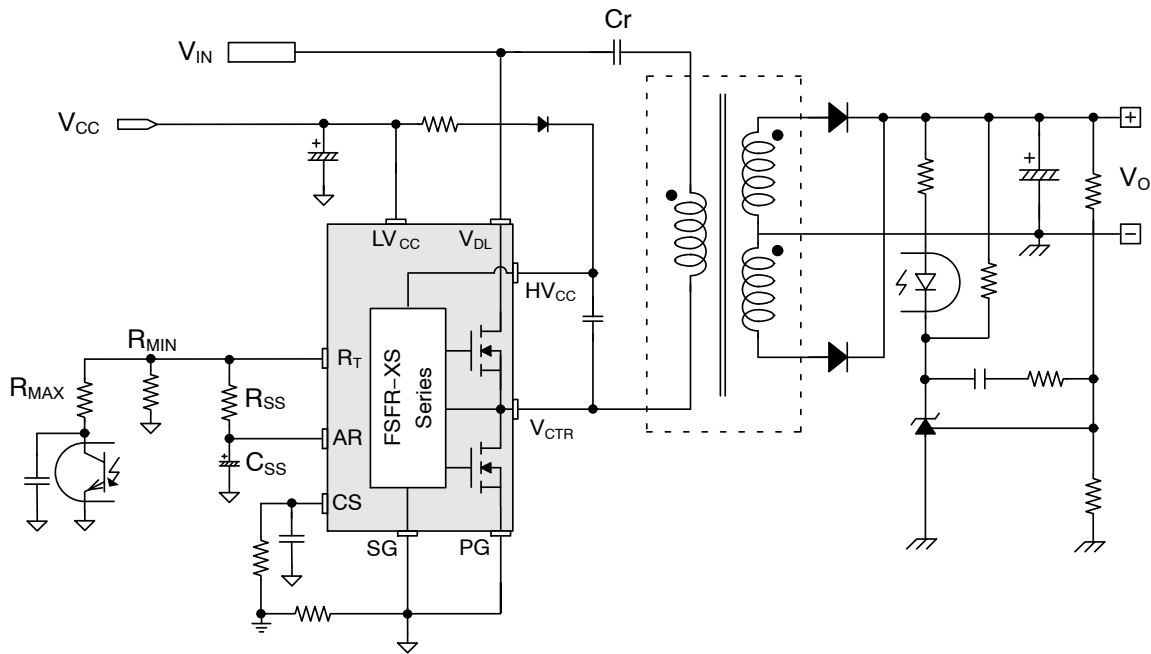 Cr
V_IN
V_CC
LV_CC
V_DL
HV_CC
R_MIN
R_T
R_MAX
R_SS
FSFR–XS
Series
V_CTR
AR
C_SS
CS
SG
PG
+
+
+
+
V_O
−